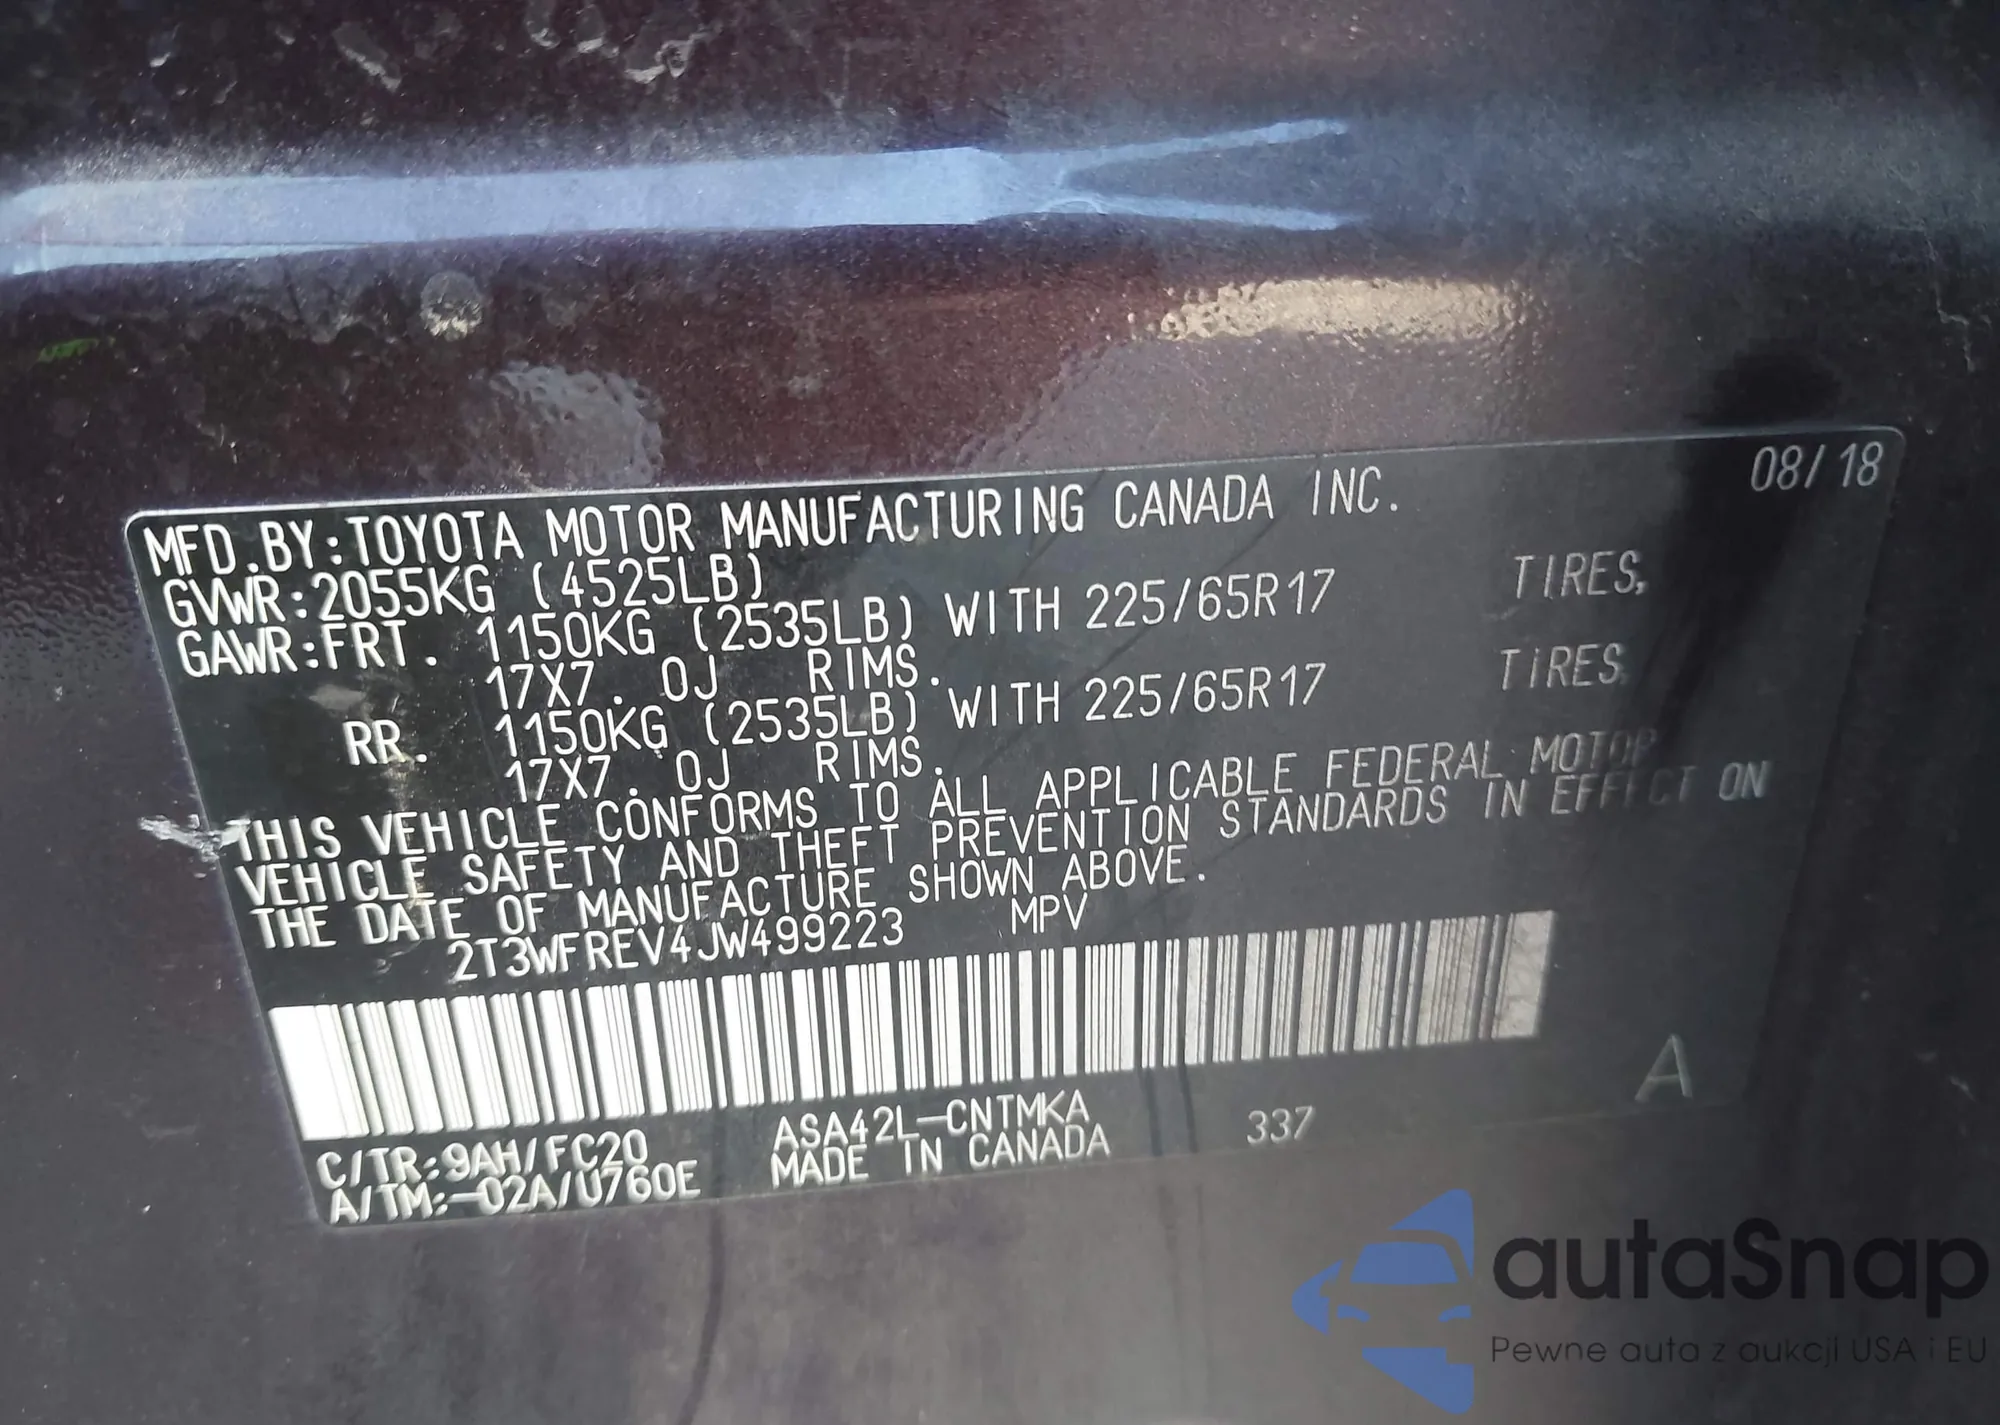 08/18
MFD.BY:TOYOTA MOTOR MANUFACTURING CANADA INC.
GVWR:2055KG (4525LB)
GAWR:FRT. 1150KG (2535LB) WITH 225/65R17 TIRES,
17X7.0J RIMS.
RR. 1150KG (2535LB) WITH 225/65R17 TIRES
17X7.0J RIMS.
THIS VEHICLE CONFORMS TO ALL APPLICABLE FEDERAL MOTOR
VEHICLE SAFETY AND THEFT PREVENTION STANDARDS IN EFFECT ON
THE DATE OF MANUFACTURE SHOWN ABOVE.
2T3WFREV4JW499223 MPV
A
C/TR:9AH/FC20 ASA42L-CNTMKA 337
A/TM:-02A/U760E MADE IN CANADA
autaSnap
Pewne auta z aukcji USA i EU